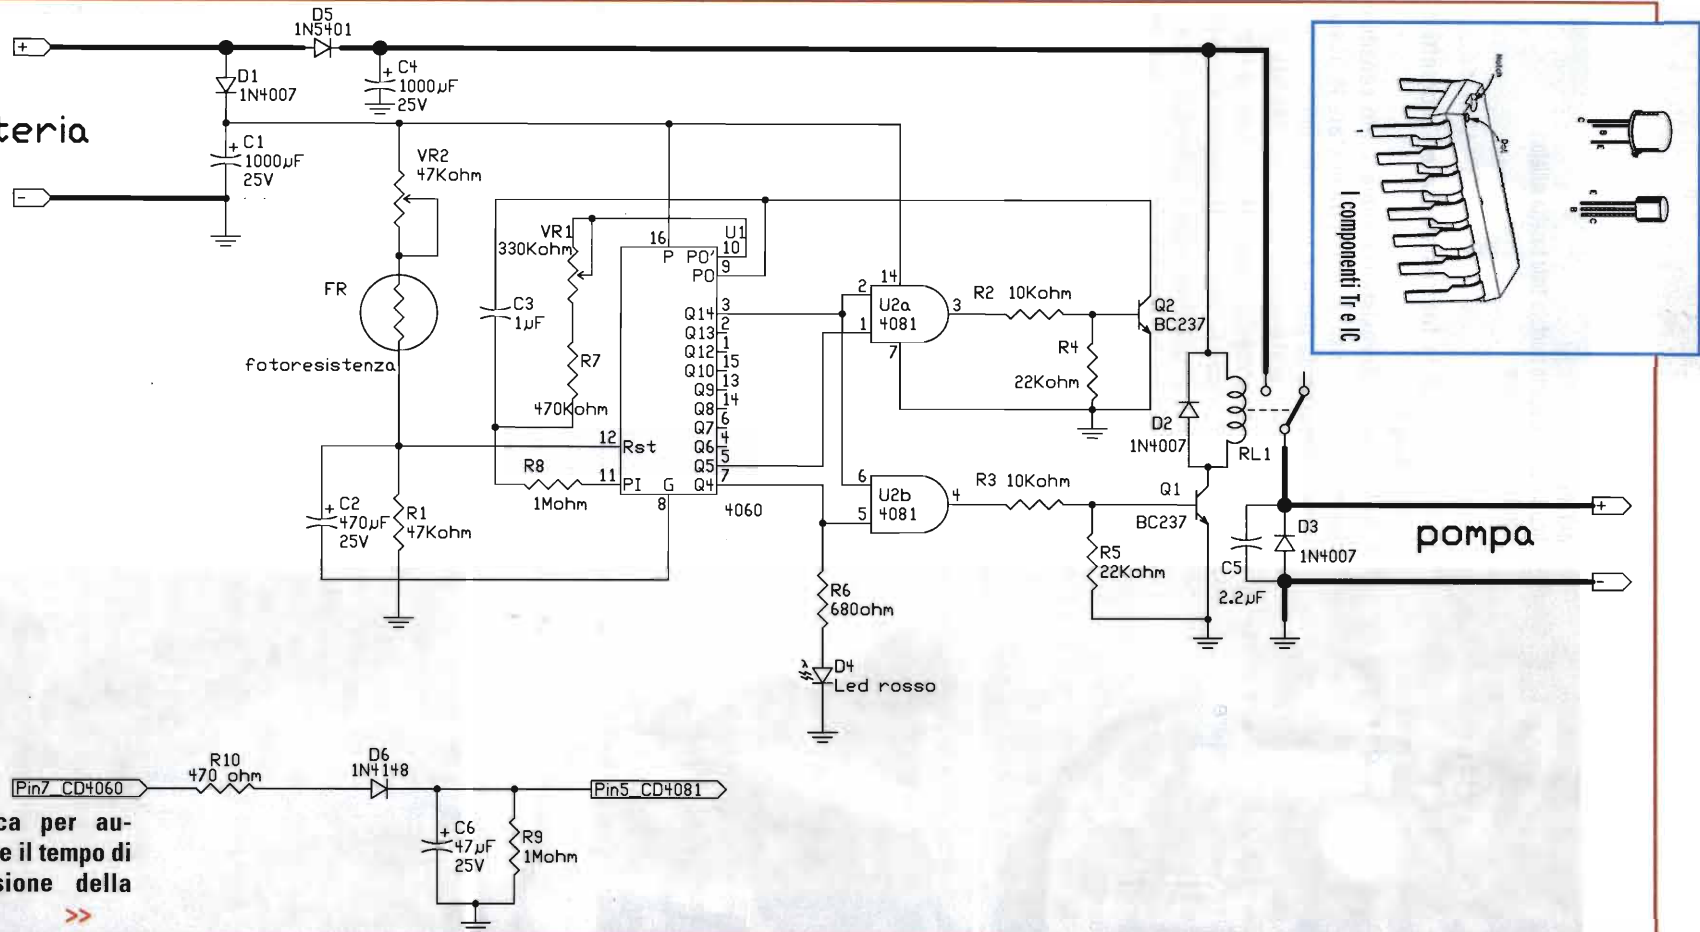 D5
1N5401
+
D1
1N4007
+ C4
1000µF
25V
teria
+ C1
1000µF
25V
-
VR2
47Kohm
FR
fotoresistenza
VR1
330Kohm
C3
1µF
R7
470Kohm
R8
1Mohm
+ C2
470µF
25V
R1
47Kohm
16
P
U1
PO' 10
PO 9
Q14 3
Q13 2
Q12 1
Q10 15
Q9 13
Q8 14
Q7 6
Q6 4
Q5 5
Q4 7
12 Rst
11 PI
G
8
4060
14
2
1
U2a
4081
3
7
R2 10Kohm
R4
22Kohm
Q2
BC237
6
5
U2b
4081
4
R3 10Kohm
R5
22Kohm
Q1
BC237
D2
1N4007
RL1
C5
2.2µF
D3
1N4007
+
pompa
-
R6
680ohm
λ
D4
Led rosso
Notch
Dot
1
C
B
E
E
B
C
I componenti Tr e IC
Pin7_CD4060
R10
470 ohm
D6
1N4148
+ C6
47µF
25V
R9
1Mohm
Pin5_CD4081
ca per au-
e il tempo di
sione della
>>